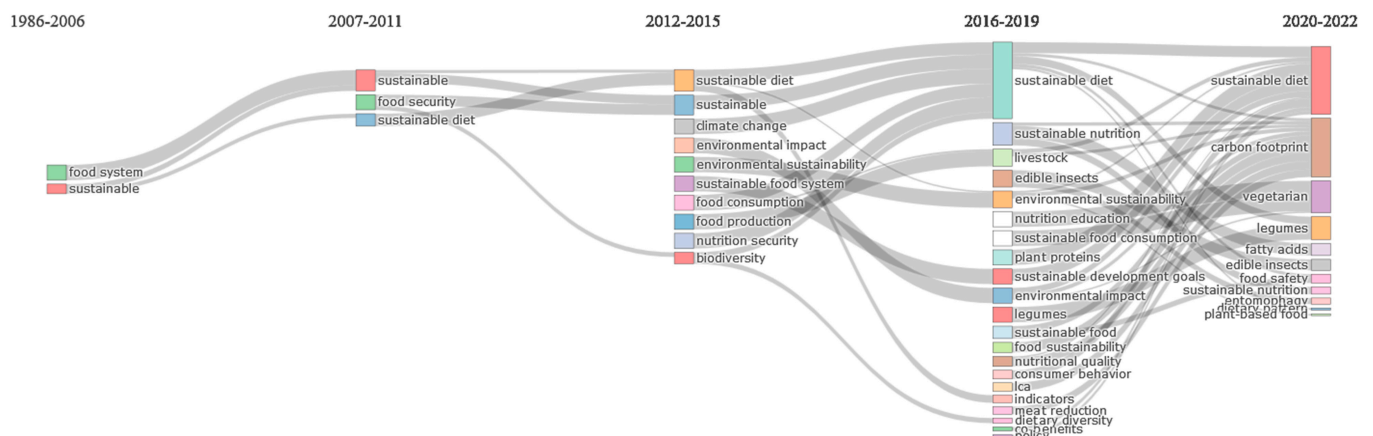 1986-2006
2007-2011
2012-2015
2016-2019
2020-2022
food system
sustainable
sustainable
food security
sustainable diet
sustainable diet
sustainable
climate change
environmental impact
environmental sustainability
sustainable food system
food consumption
food production
nutrition security
biodiversity
sustainable diet
sustainable nutrition
livestock
edible insects
environmental sustainability
nutrition education
sustainable food consumption
plant proteins
sustainable development goals
environmental impact
legumes
sustainable food
food sustainability
nutritional quality
consumer behavior
lca
indicators
meat reduction
dietary diversity
co-benefits
policy
sustainable diet
carbon footprint
vegetarian
legumes
fatty acids
edible insects
food safety
sustainable nutrition
entomophagy
dietary pattern
plant-based food